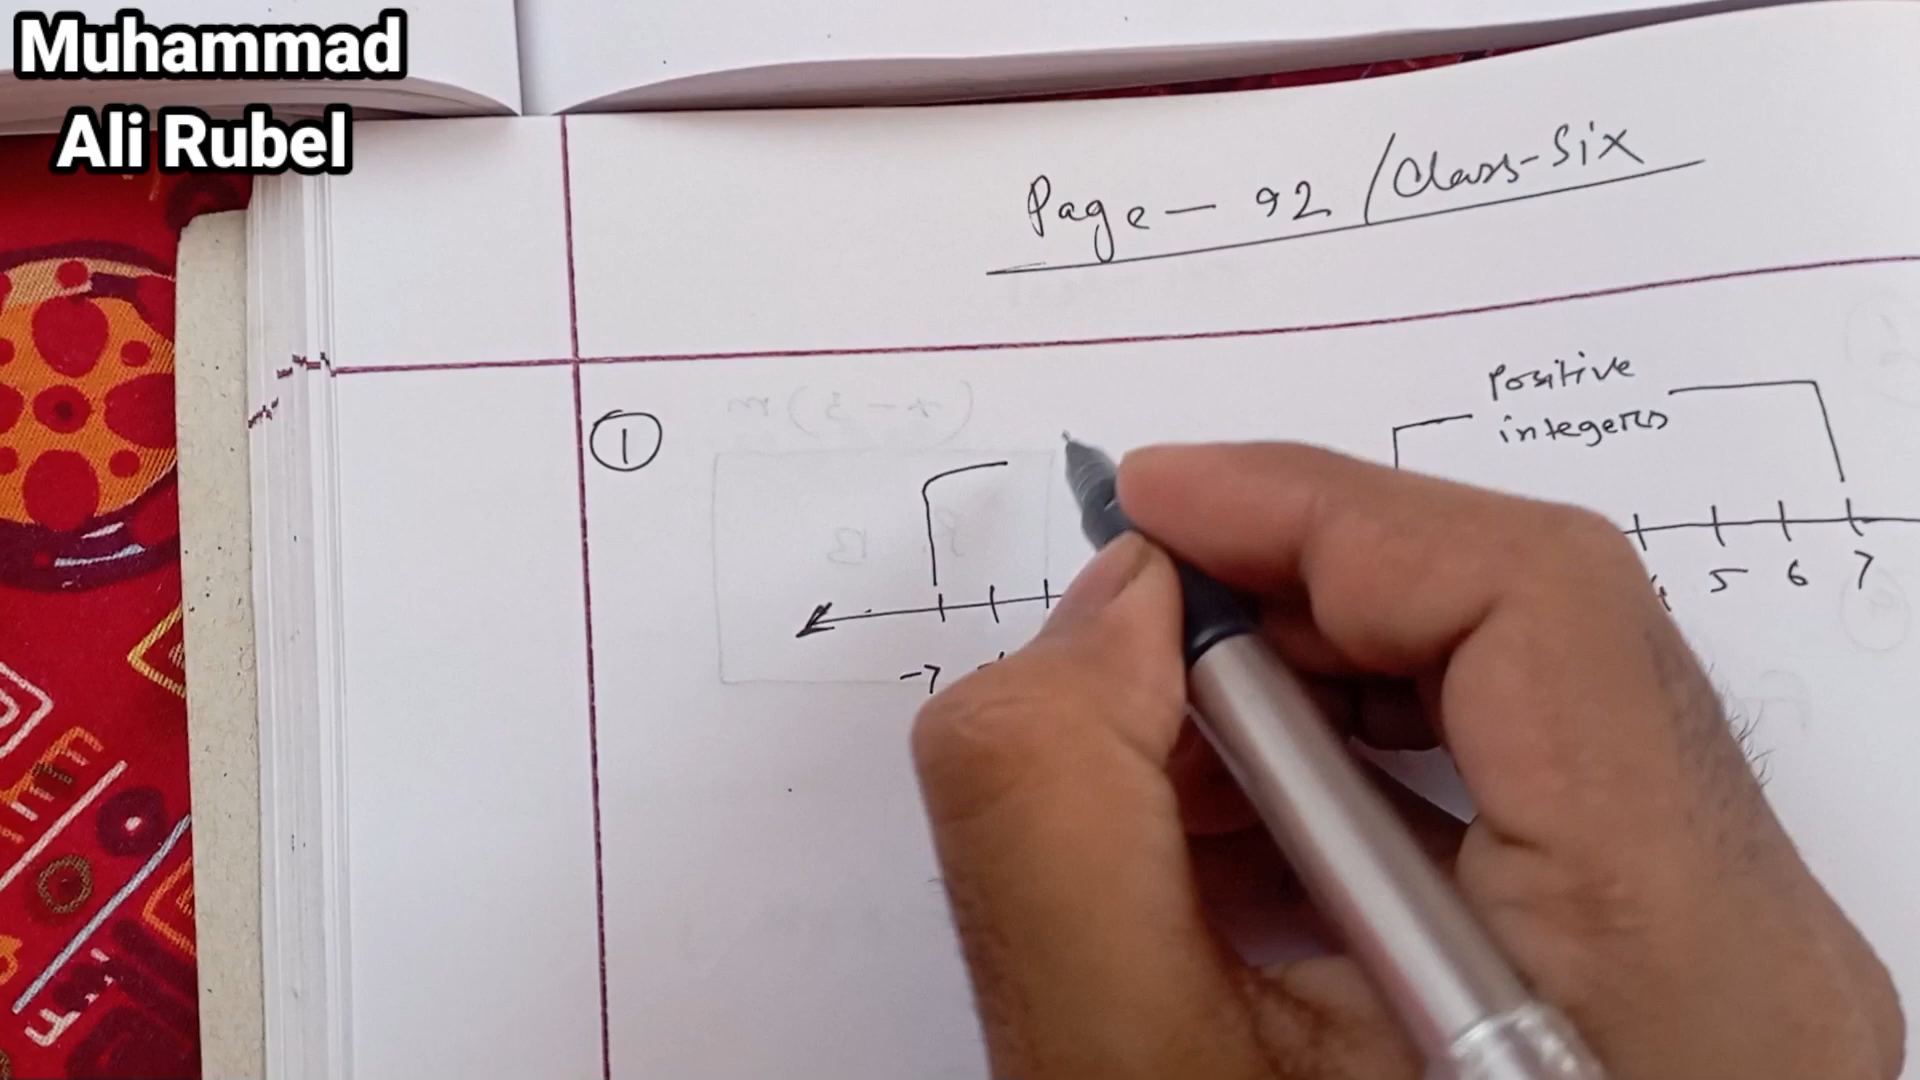 Muhammad
Ali Rubel
Page - 92 / Class-Six
①
Positive
integers
5 6 7
-7